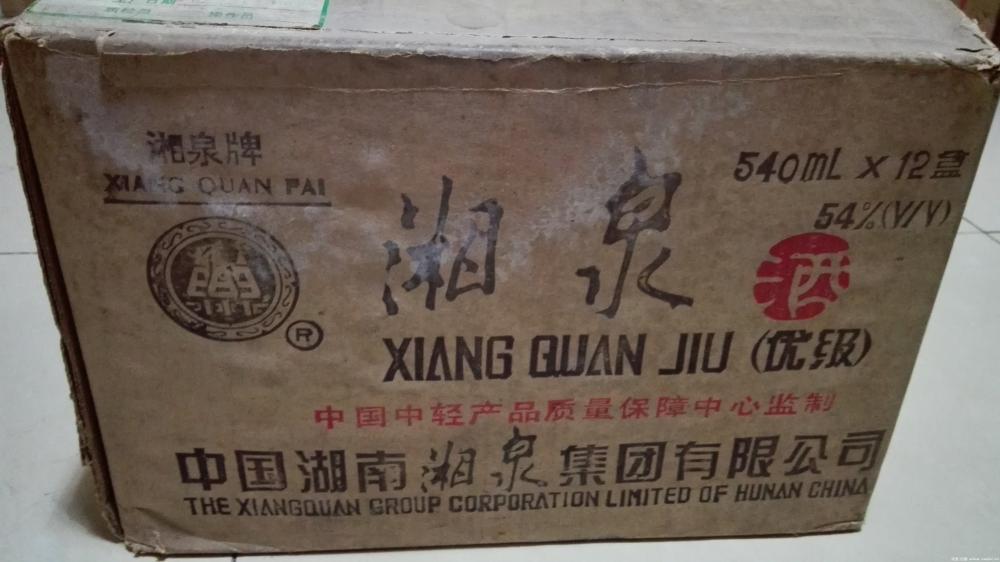 湘泉牌
XIANG QUAN PAI
540mL x 12盒
54%(V/V)
湘泉
酒
R
XIANG QUAN JIU (优级)
中国中轻产品质量保障中心监制
中国湖南湘泉集团有限公司
THE XIANGQUAN GROUP CORPORATION LIMITED OF HUNAN CHINA